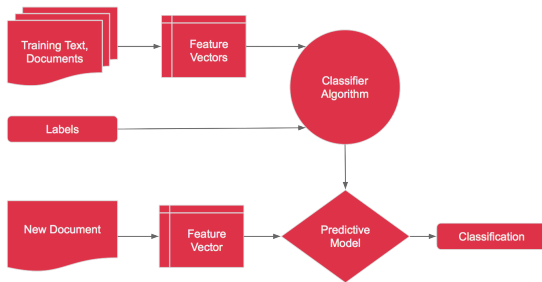 Training Text,
Documents
Feature
Vectors
Classifier
Algorithm
Labels
New Document
Feature
Vector
Predictive
Model
Classification